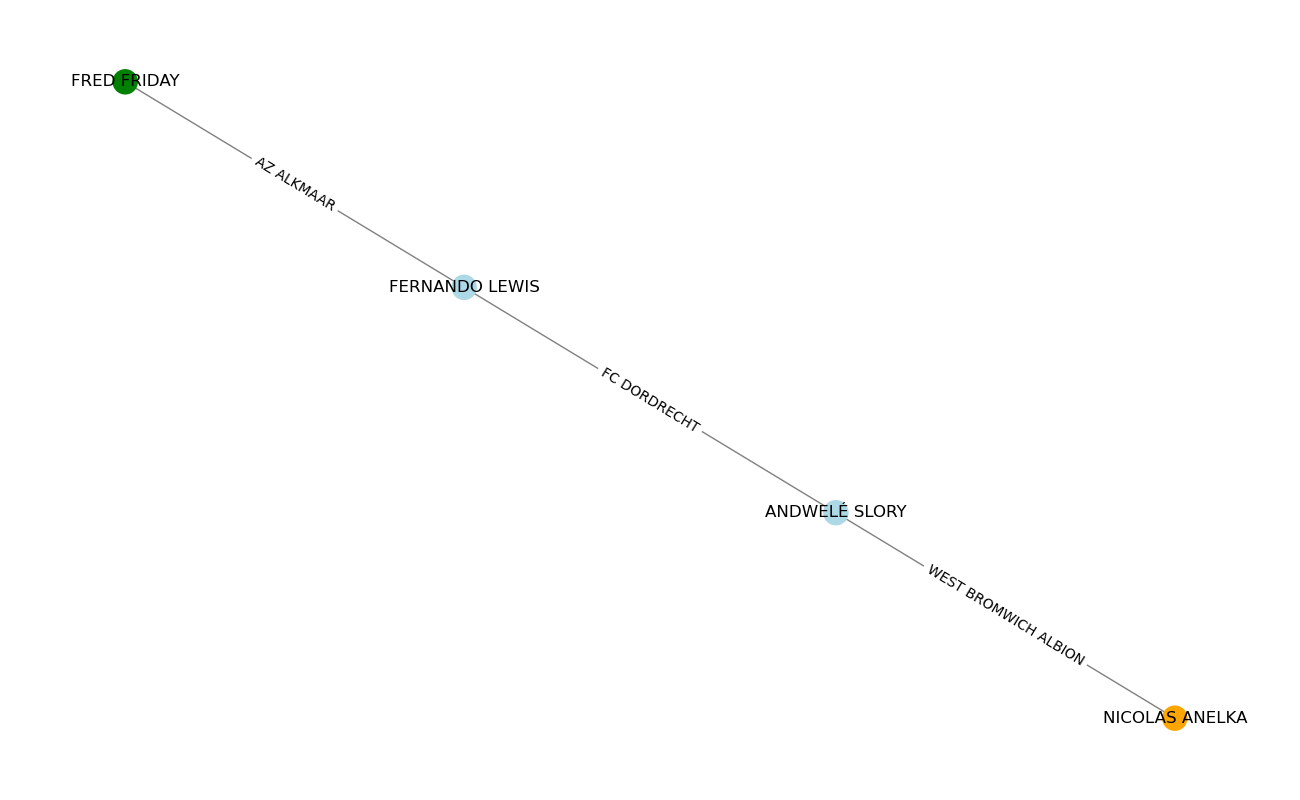 FRED FRIDAY
AZ ALKMAAR
FERNANDO LEWIS
FC DORDRECHT
ANDWELÉ SLORY
WEST BROMWICH ALBION
NICOLAS ANELKA